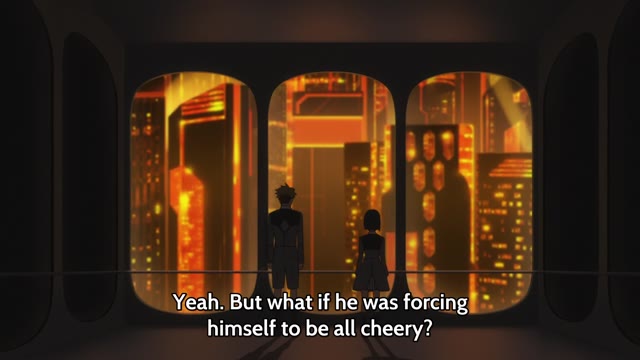 Yeah. But what if he was forcing
himself to be all cheery?